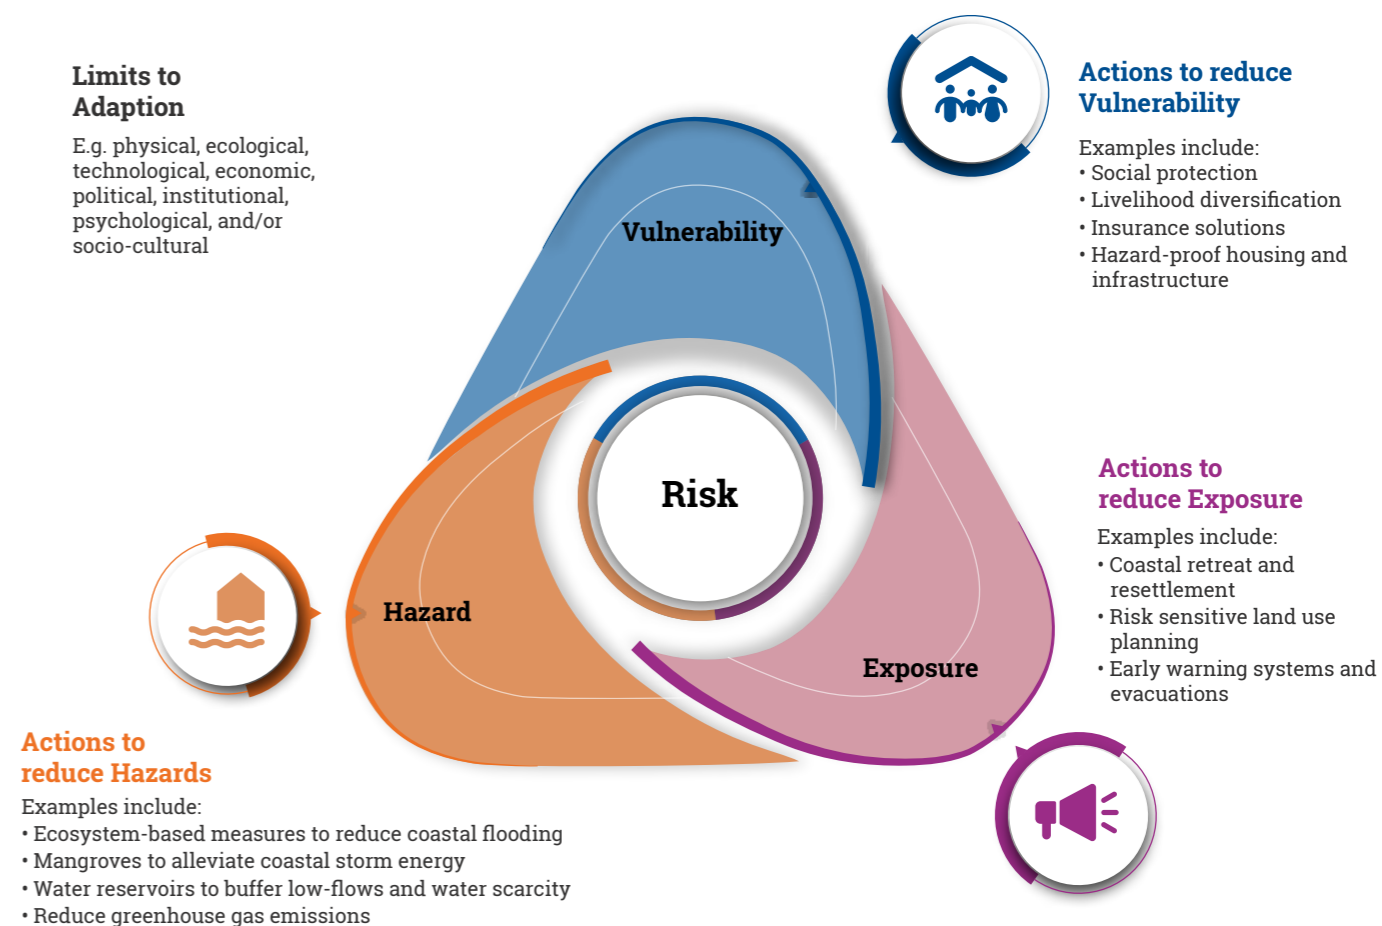 Limits to
Adaption
E.g. physical, ecological,
technological, economic,
political, institutional,
psychological, and/or
socio-cultural
Actions to reduce
Vulnerability
Examples include:
• Social protection
• Livelihood diversification
• Insurance solutions
• Hazard-proof housing and
infrastructure
Vulnerability
Risk
Hazard
Exposure
Actions to
reduce Exposure
Examples include:
• Coastal retreat and
resettlement
• Risk sensitive land use
planning
• Early warning systems and
evacuations
Actions to
reduce Hazards
Examples include:
• Ecosystem-based measures to reduce coastal flooding
• Mangroves to alleviate coastal storm energy
• Water reservoirs to buffer low-flows and water scarcity
• Reduce greenhouse gas emissions